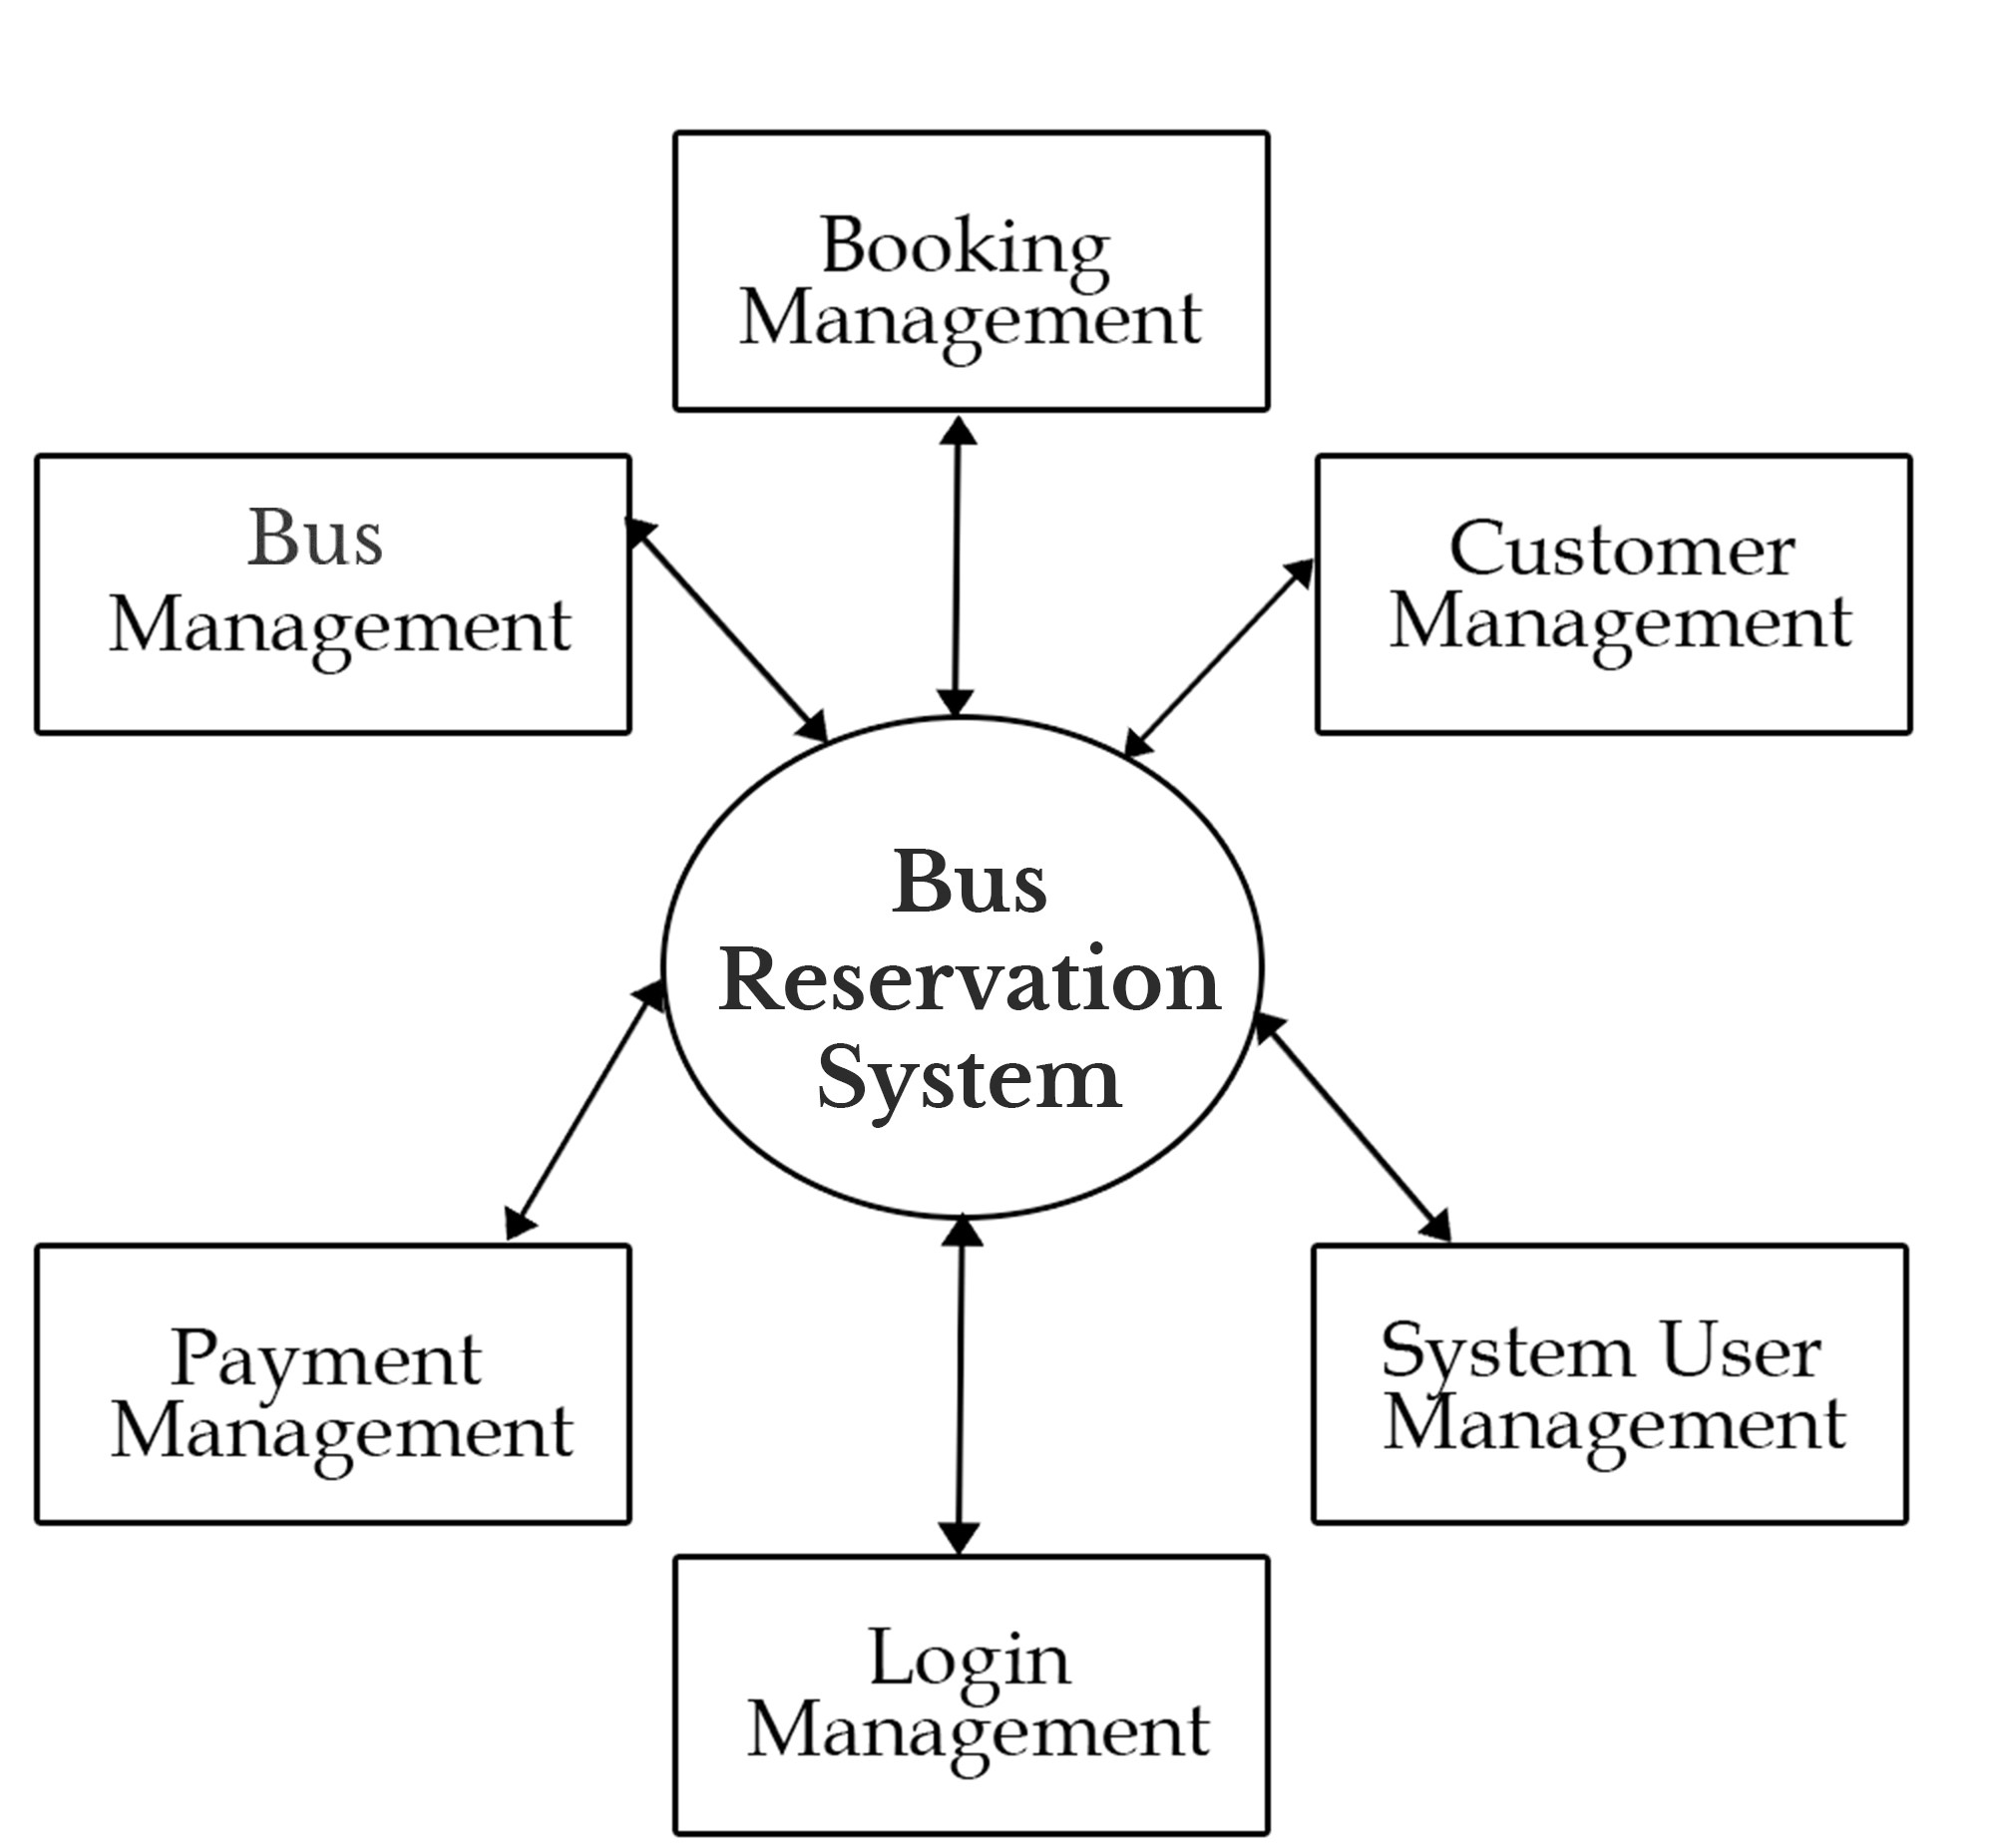 Booking
Management
Bus
Management
Customer
Management
Bus
Reservation
System
Payment
Management
System User
Management
Login
Management